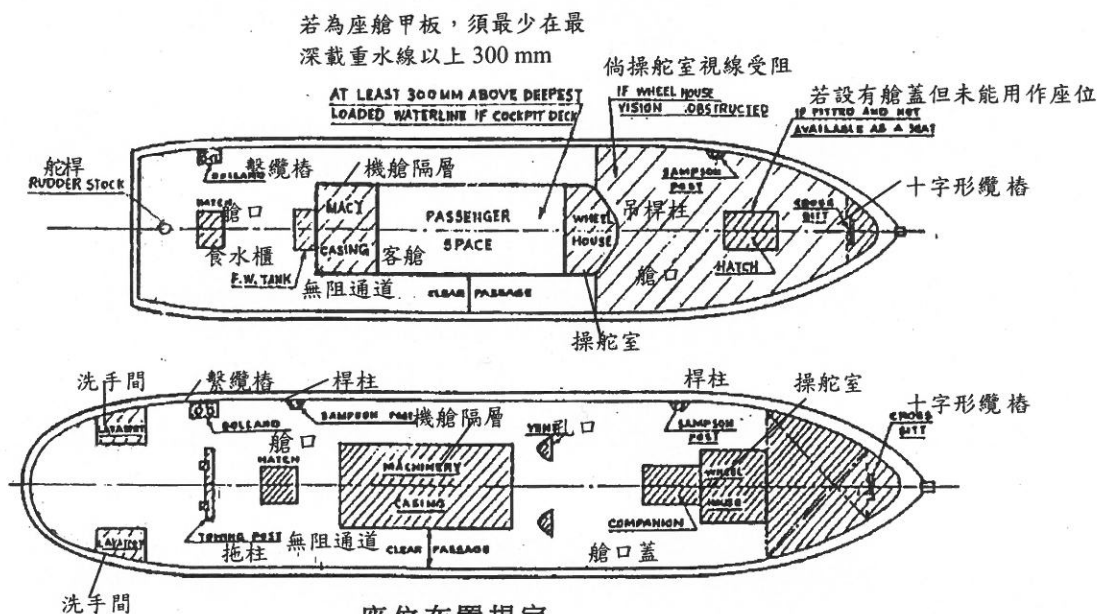 若為座艙甲板，須最少在最
深載重水線以上 300 mm
AT LEAST 300MM ABOVE DEEPEST
LOADED WATERLINE IF COCKPIT DECK
倘操舵室視線受阻
IF WHEEL HOUSE
VISION OBSTRUCTED
若設有艙蓋但未能用作座位
IF FITTED AND NOT
AVAILABLE AS A SEAT
舵桿
RUDDER STOCK
繫纜樁
BOLLARD
機艙隔層
SAMPSON
POST
十字形纜樁
CROSS
BITT
HATCH
艙口
MAC
CASING
PASSENGER
SPACE
WHEEL
HOUSE
吊桿柱
食水櫃
F.W. TANK
客艙
HATCH
艙口
無阻通道
CLEAR PASSAGE
操舵室
洗手間
繫纜樁
桿柱
桿柱
操舵室
十字形纜樁
LAVATORY
BOLLARD
SAMPSON POST
機艙隔層
孔口
SAMPSON
POST
CROSS
BITT
艙口
HATCH
MACHINERY
CASING
WHEEL
HOUSE
COMPANION
LAVATORY
TOWING POST
拖柱
無阻通道
CLEAR PASSAGE
艙口蓋
洗手間
座位布置規定